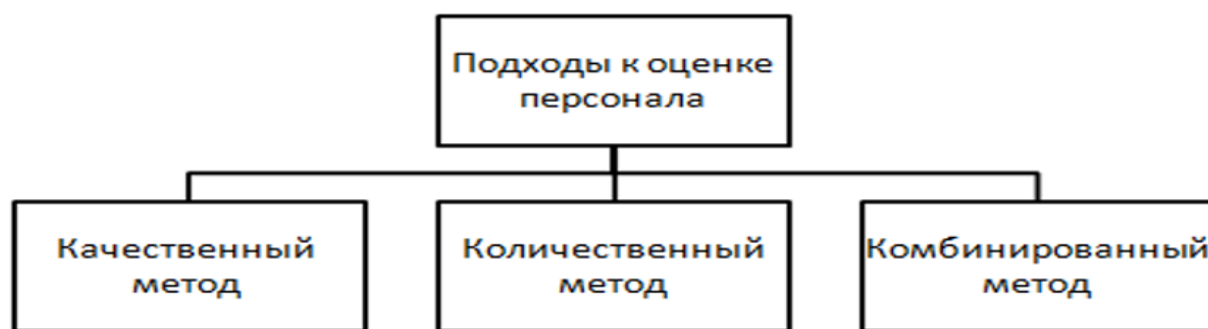 Подходы к оценке
персонала
Качественный
метод
Количественный
метод
Комбинированный
метод